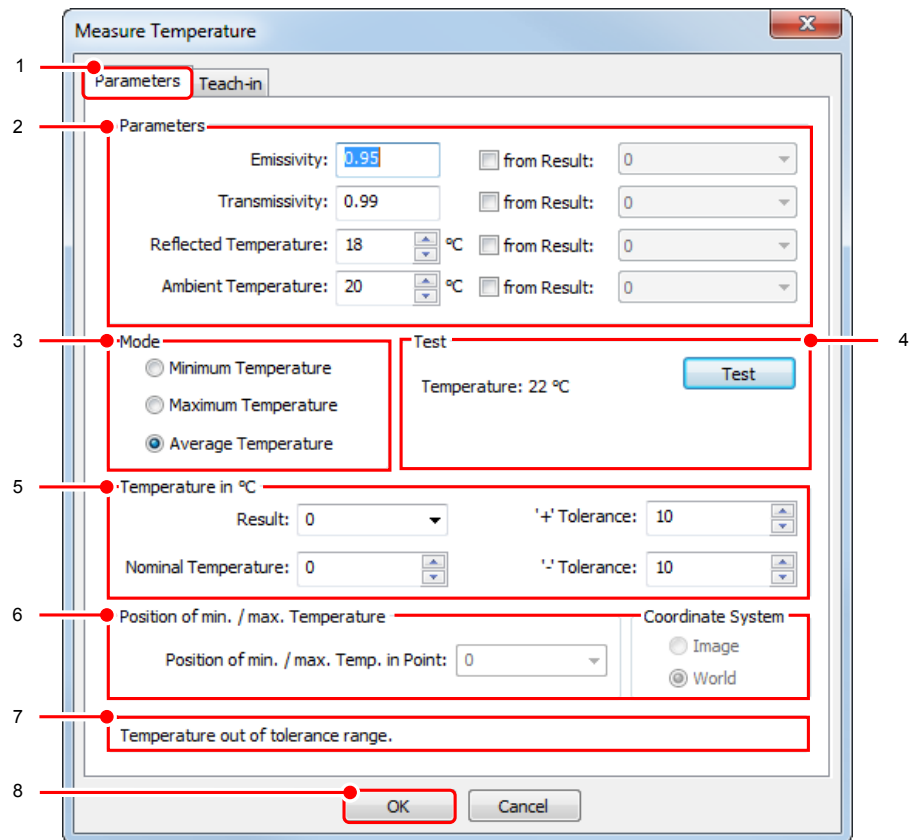 Measure Temperature
1
Parameters Teach-in
2
Parameters
Emissivity: 0.95 from Result: 0
Transmissivity: 0.99 from Result: 0
Reflected Temperature: 18 °C from Result: 0
Ambient Temperature: 20 °C from Result: 0
3 Mode Test 4
Minimum Temperature
Temperature: 22 °C Test
Maximum Temperature
Average Temperature
5 Temperature in °C
Result: 0 '+' Tolerance: 10
Nominal Temperature: 0 '-' Tolerance: 10
6 Position of min. / max. Temperature Coordinate System
Image
Position of min. / max. Temp. in Point: 0
World
7
Temperature out of tolerance range.
8
OK Cancel